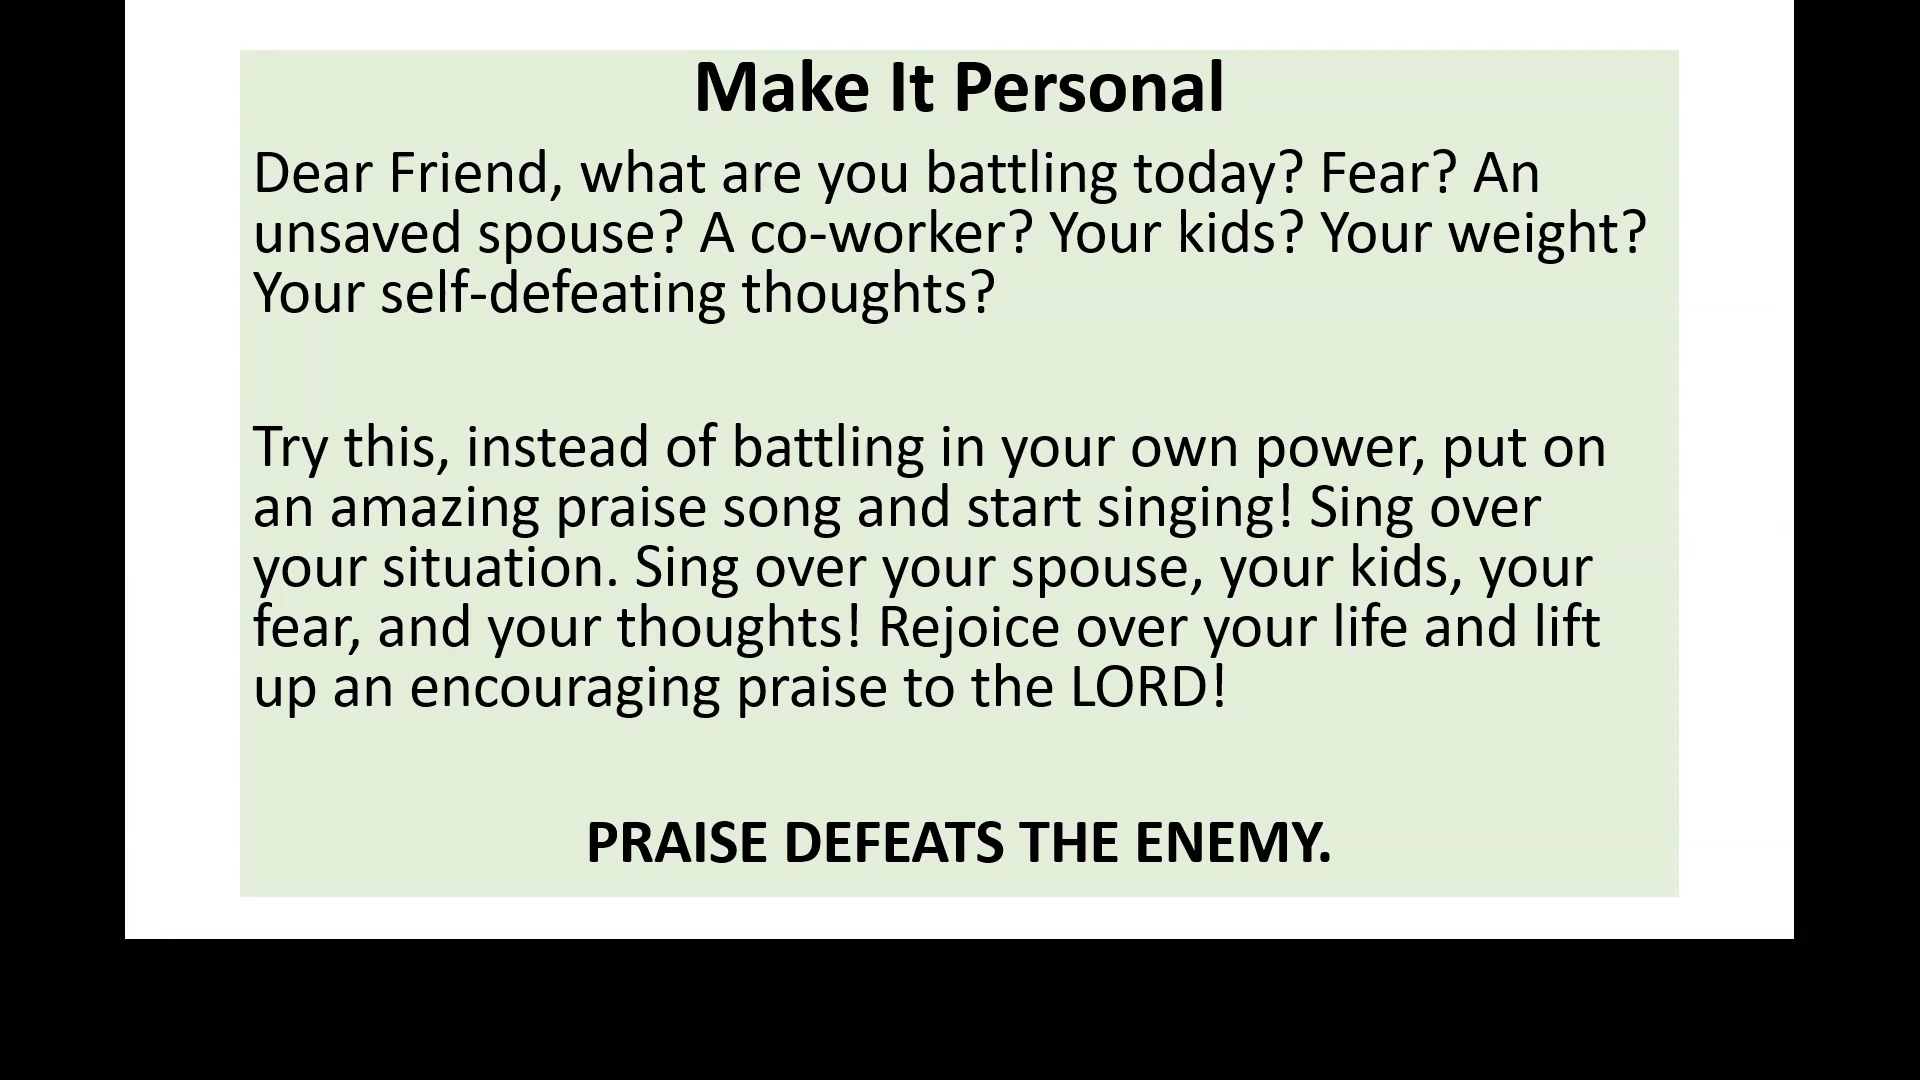 Make It Personal
Dear Friend, what are you battling today? Fear? An
unsaved spouse? A co-worker? Your kids? Your weight?
Your self-defeating thoughts?
Try this, instead of battling in your own power, put on
an amazing praise song and start singing! Sing over
your situation. Sing over your spouse, your kids, your
fear, and your thoughts! Rejoice over your life and lift
up an encouraging praise to the LORD!
PRAISE DEFEATS THE ENEMY.